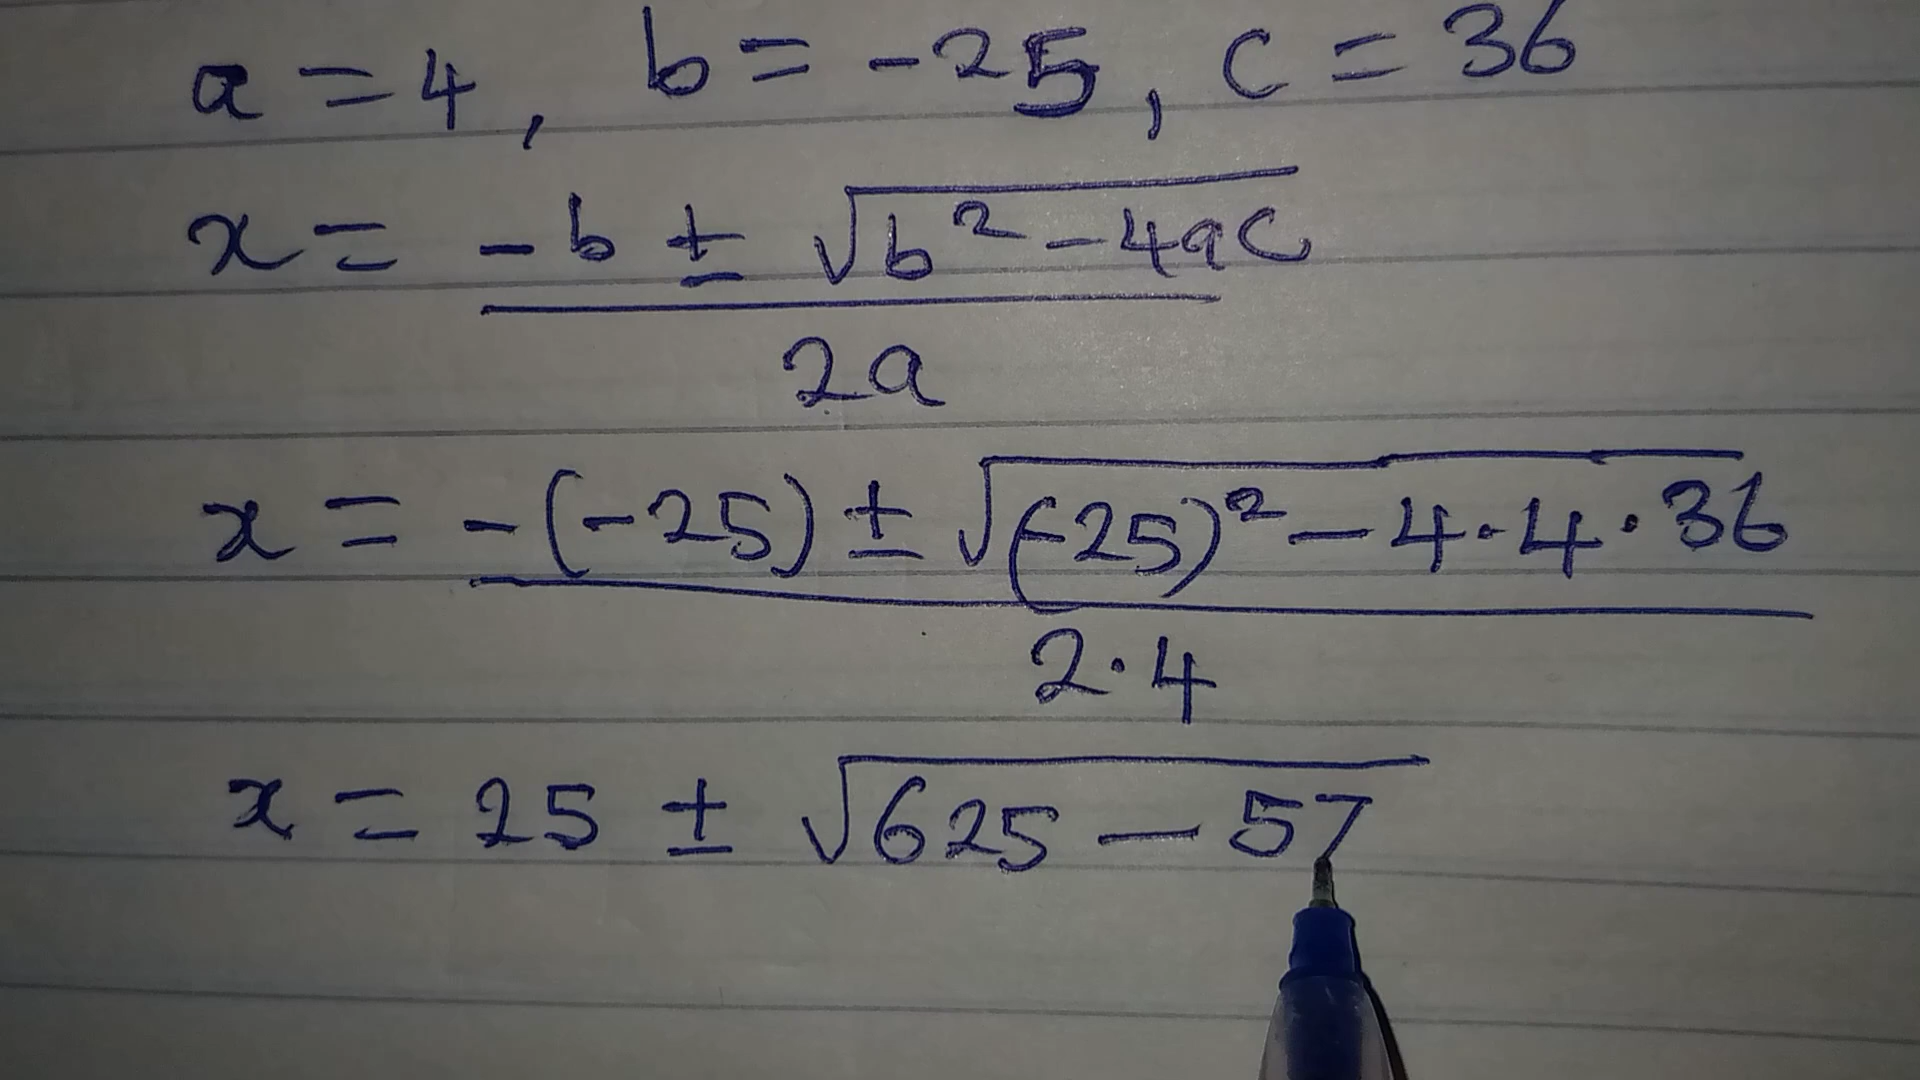 a = 4, b = -25, c = 36
x = -b ± √b² - 4ac
2a
x = -(-25) ± √(-25)² - 4·4·36
2·4
x = 25 ± √625 - 57